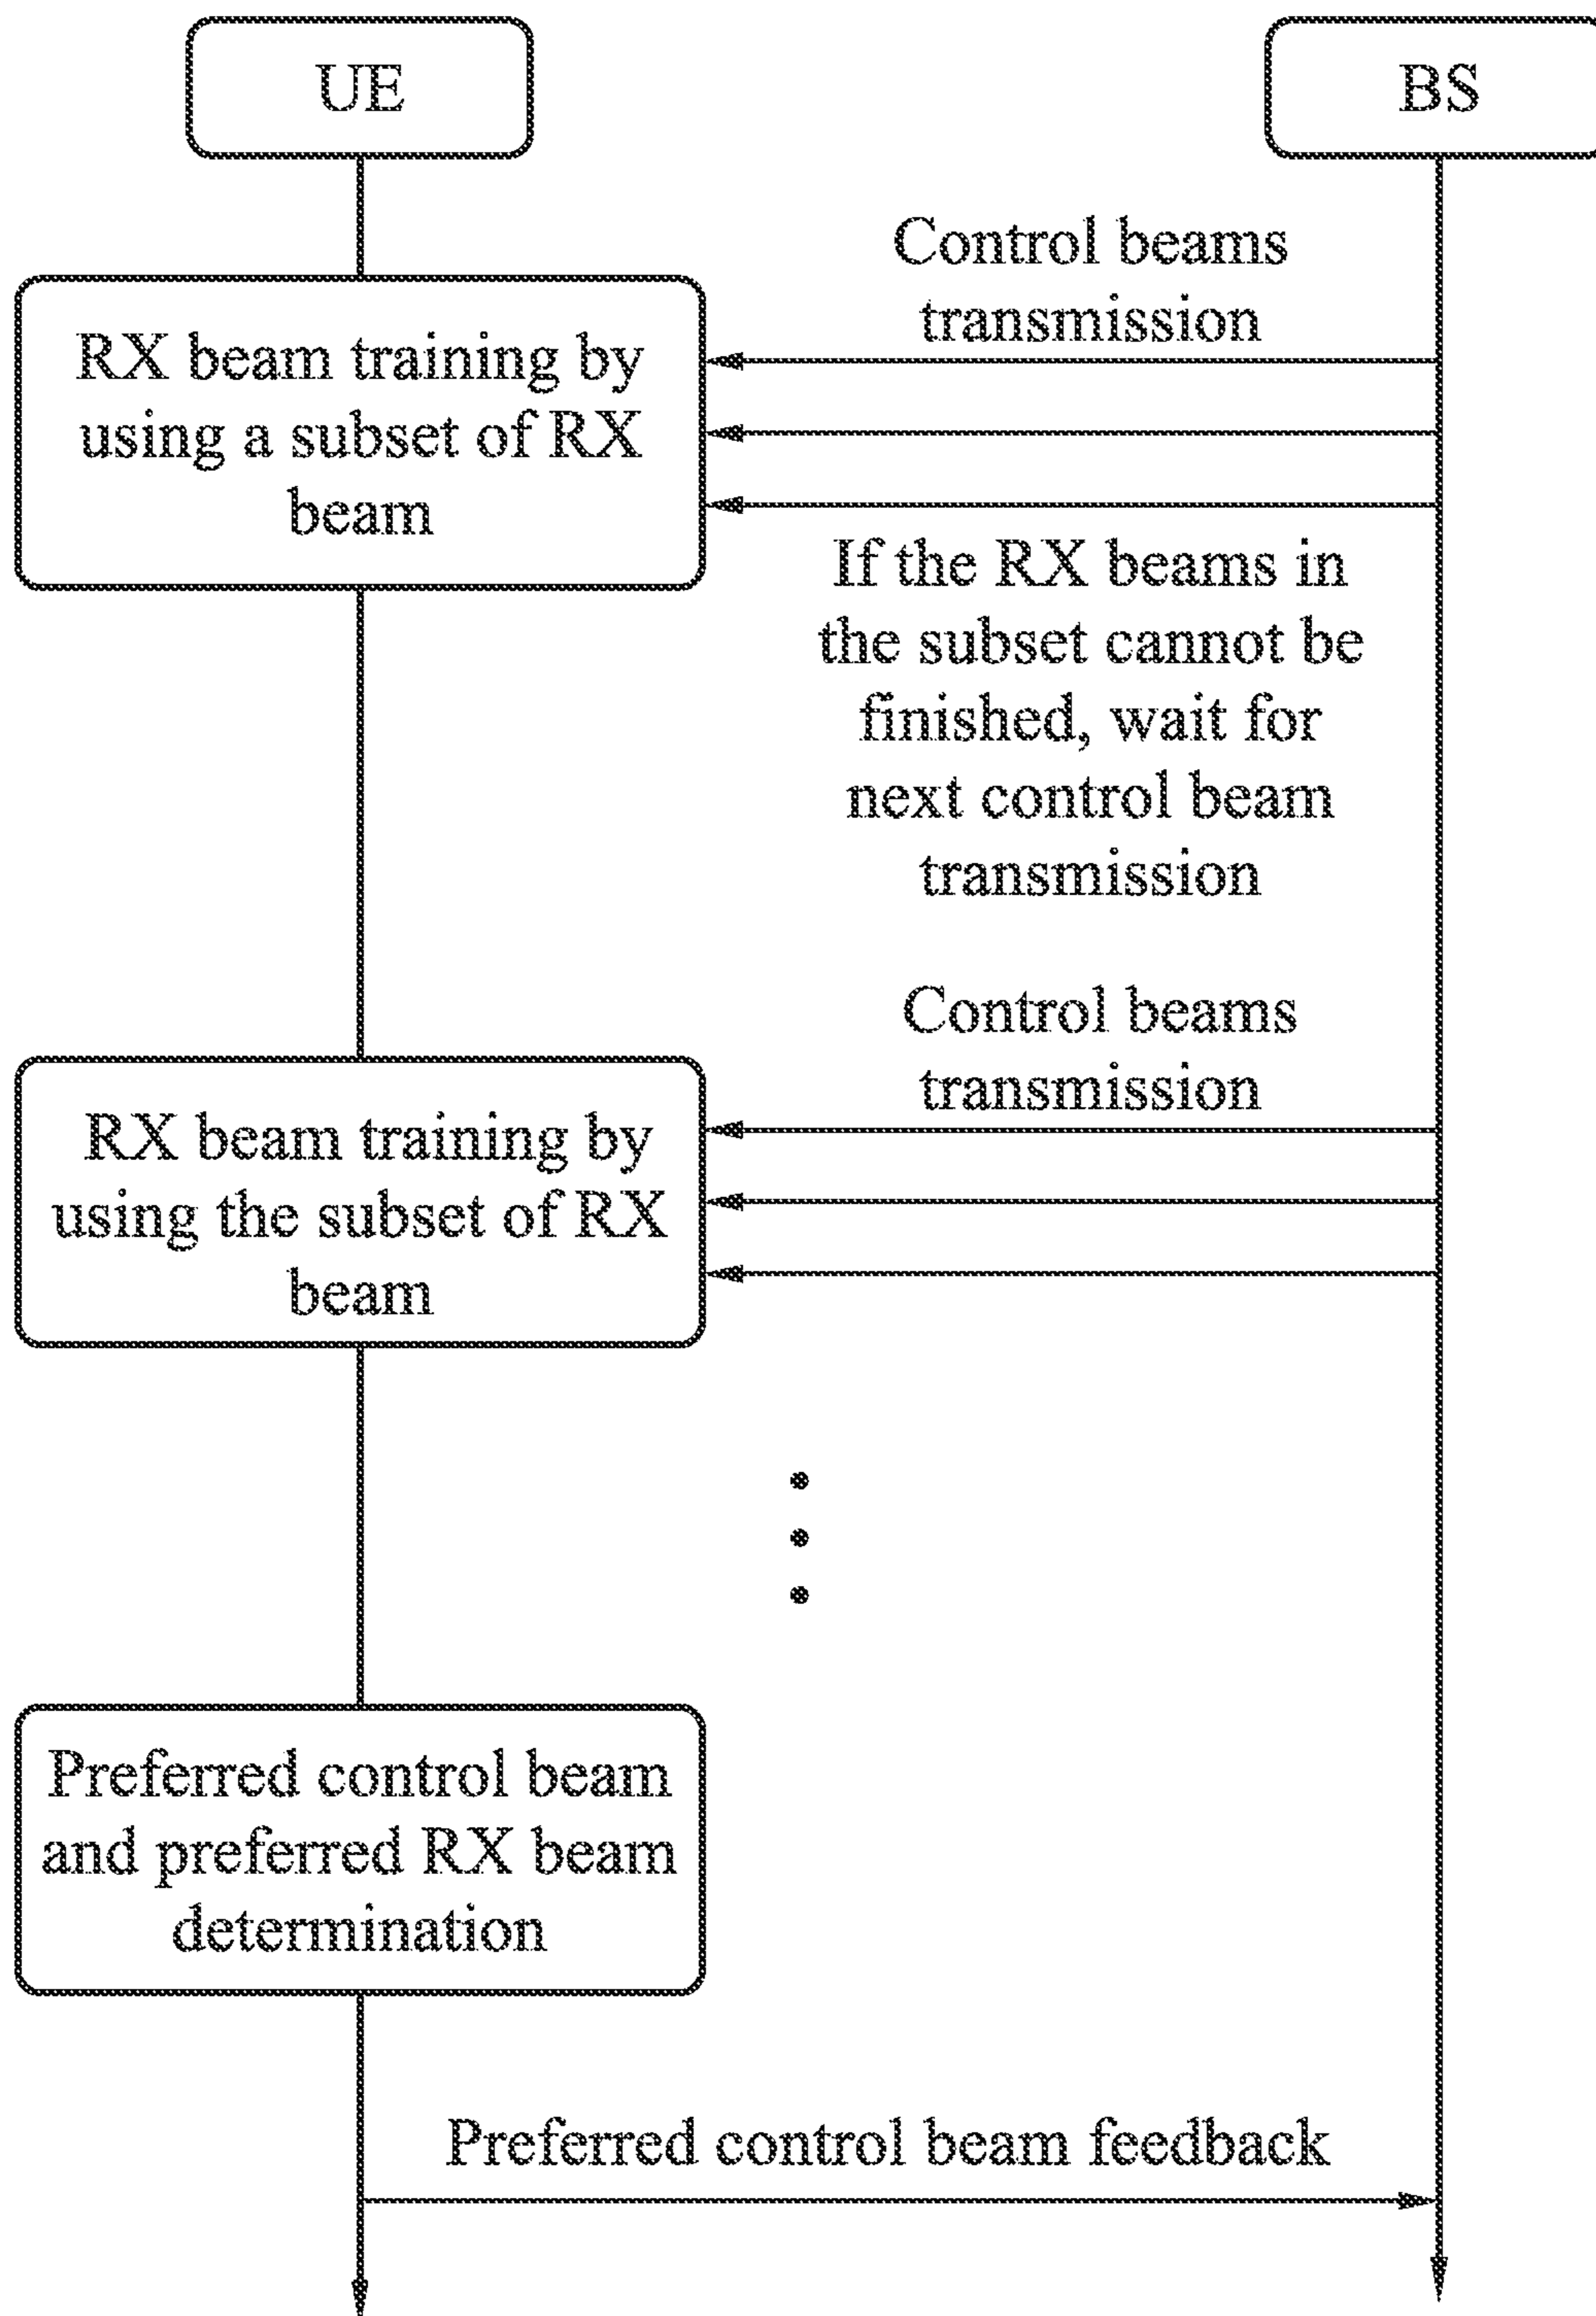 UE
BS
Control beams
transmission
RX beam training by
using a subset of RX
beam
If the RX beams in
the subset cannot be
finished, wait for
next control beam
transmission
Control beams
transmission
RX beam training by
using the subset of RX
beam
Preferred control beam
and preferred RX beam
determination
Preferred control beam feedback